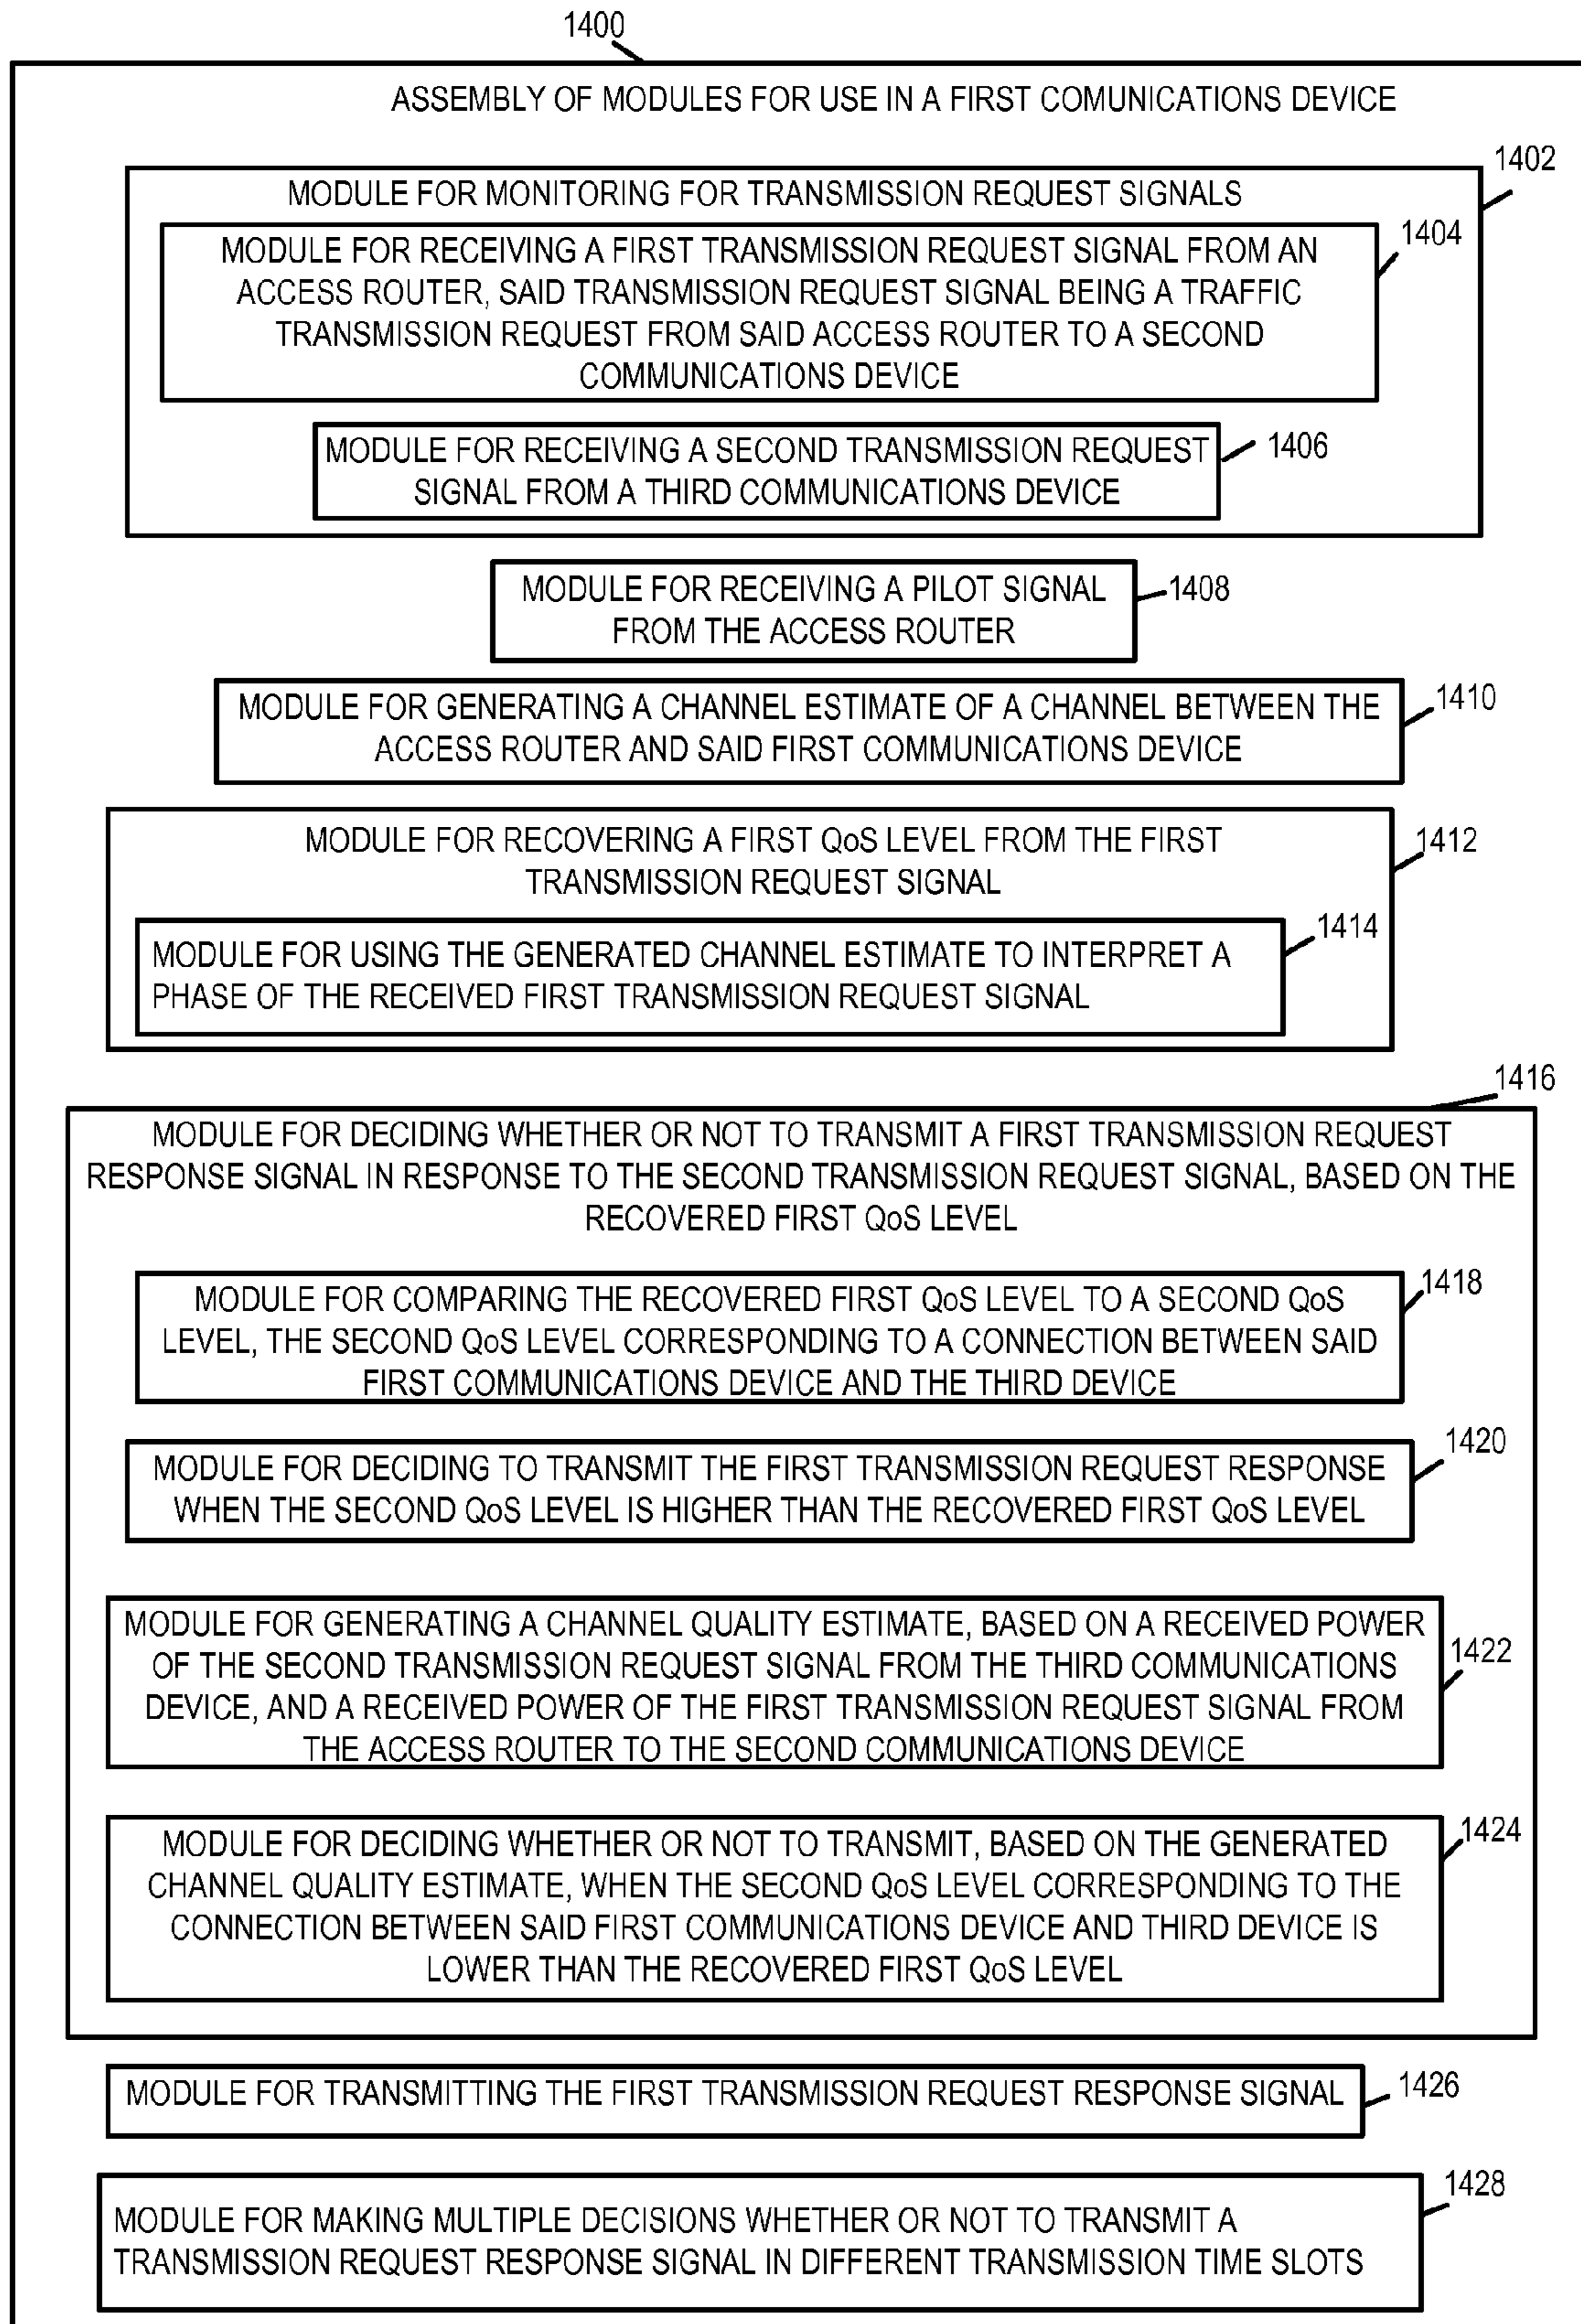 1400
ASSEMBLY OF MODULES FOR USE IN A FIRST COMUNICATIONS DEVICE
1402
MODULE FOR MONITORING FOR TRANSMISSION REQUEST SIGNALS
1404
MODULE FOR RECEIVING A FIRST TRANSMISSION REQUEST SIGNAL FROM AN
ACCESS ROUTER, SAID TRANSMISSION REQUEST SIGNAL BEING A TRAFFIC
TRANSMISSION REQUEST FROM SAID ACCESS ROUTER TO A SECOND
COMMUNICATIONS DEVICE
MODULE FOR RECEIVING A SECOND TRANSMISSION REQUEST
SIGNAL FROM A THIRD COMMUNICATIONS DEVICE
1406
MODULE FOR RECEIVING A PILOT SIGNAL
FROM THE ACCESS ROUTER
1408
MODULE FOR GENERATING A CHANNEL ESTIMATE OF A CHANNEL BETWEEN THE
ACCESS ROUTER AND SAID FIRST COMMUNICATIONS DEVICE
1410
MODULE FOR RECOVERING A FIRST QoS LEVEL FROM THE FIRST
TRANSMISSION REQUEST SIGNAL
1412
1414
MODULE FOR USING THE GENERATED CHANNEL ESTIMATE TO INTERPRET A
PHASE OF THE RECEIVED FIRST TRANSMISSION REQUEST SIGNAL
1416
MODULE FOR DECIDING WHETHER OR NOT TO TRANSMIT A FIRST TRANSMISSION REQUEST
RESPONSE SIGNAL IN RESPONSE TO THE SECOND TRANSMISSION REQUEST SIGNAL, BASED ON THE
RECOVERED FIRST QoS LEVEL
1418
MODULE FOR COMPARING THE RECOVERED FIRST QoS LEVEL TO A SECOND QoS
LEVEL, THE SECOND QoS LEVEL CORRESPONDING TO A CONNECTION BETWEEN SAID
FIRST COMMUNICATIONS DEVICE AND THE THIRD DEVICE
1420
MODULE FOR DECIDING TO TRANSMIT THE FIRST TRANSMISSION REQUEST RESPONSE
WHEN THE SECOND QoS LEVEL IS HIGHER THAN THE RECOVERED FIRST QoS LEVEL
MODULE FOR GENERATING A CHANNEL QUALITY ESTIMATE, BASED ON A RECEIVED POWER
OF THE SECOND TRANSMISSION REQUEST SIGNAL FROM THE THIRD COMMUNICATIONS
DEVICE, AND A RECEIVED POWER OF THE FIRST TRANSMISSION REQUEST SIGNAL FROM
THE ACCESS ROUTER TO THE SECOND COMMUNICATIONS DEVICE
1422
1424
MODULE FOR DECIDING WHETHER OR NOT TO TRANSMIT, BASED ON THE GENERATED
CHANNEL QUALITY ESTIMATE, WHEN THE SECOND QoS LEVEL CORRESPONDING TO THE
CONNECTION BETWEEN SAID FIRST COMMUNICATIONS DEVICE AND THIRD DEVICE IS
LOWER THAN THE RECOVERED FIRST QoS LEVEL
MODULE FOR TRANSMITTING THE FIRST TRANSMISSION REQUEST RESPONSE SIGNAL
1426
1428
MODULE FOR MAKING MULTIPLE DECISIONS WHETHER OR NOT TO TRANSMIT A
TRANSMISSION REQUEST RESPONSE SIGNAL IN DIFFERENT TRANSMISSION TIME SLOTS